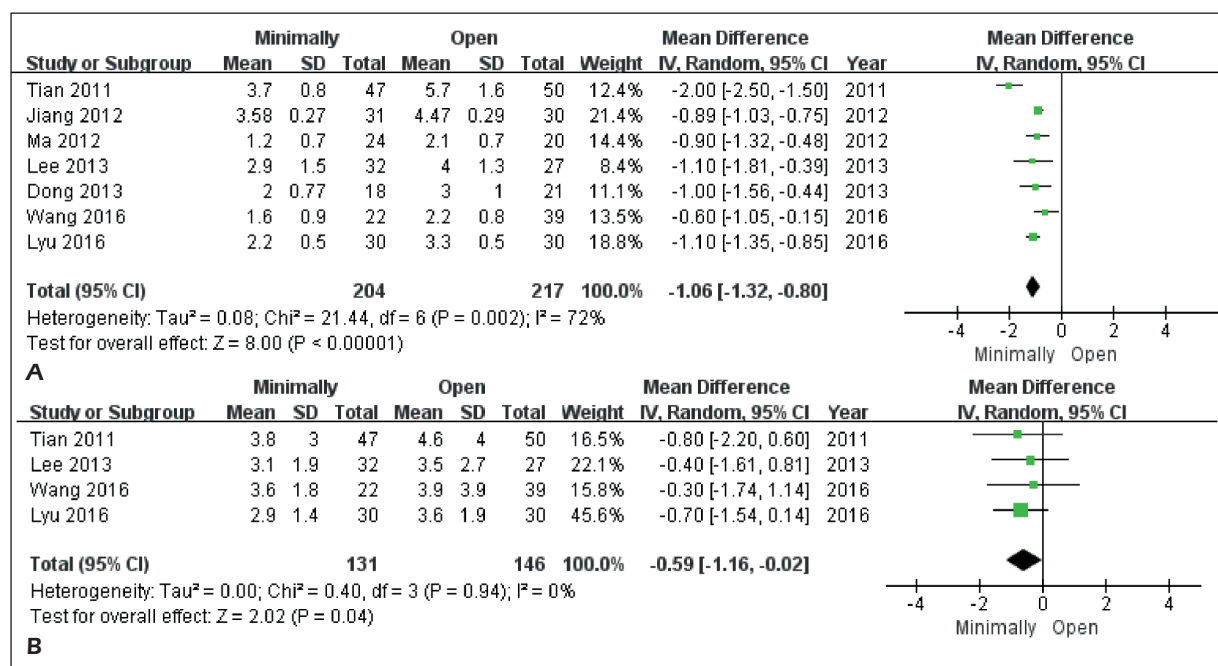 Minimally Open Mean Difference Mean Difference
Study or Subgroup Mean SD Total Mean SD Total Weight IV, Random, 95% CI Year IV, Random, 95% CI
Tian 2011 3.7 0.8 47 5.7 1.6 50 12.4% -2.00 [-2.50, -1.50] 2011
Jiang 2012 3.58 0.27 31 4.47 0.29 30 21.4% -0.89 [-1.03, -0.75] 2012
Ma 2012 1.2 0.7 24 2.1 0.7 20 14.4% -0.90 [-1.32, -0.48] 2012
Lee 2013 2.9 1.5 32 4 1.3 27 8.4% -1.10 [-1.81, -0.39] 2013
Dong 2013 2 0.77 18 3 1 21 11.1% -1.00 [-1.56, -0.44] 2013
Wang 2016 1.6 0.9 22 2.2 0.8 39 13.5% -0.60 [-1.05, -0.15] 2016
Lyu 2016 2.2 0.5 30 3.3 0.5 30 18.8% -1.10 [-1.35, -0.85] 2016
Total (95% CI) 204 217 100.0% -1.06 [-1.32, -0.80]
Heterogeneity: Tau² = 0.08; Chi² = 21.44, df = 6 (P = 0.002); I² = 72%
Test for overall effect: Z = 8.00 (P < 0.00001)
-4 -2 0 2 4
Minimally Open
A
Minimally Open Mean Difference Mean Difference
Study or Subgroup Mean SD Total Mean SD Total Weight IV, Random, 95% CI Year IV, Random, 95% CI
Tian 2011 3.8 3 47 4.6 4 50 16.5% -0.80 [-2.20, 0.60] 2011
Lee 2013 3.1 1.9 32 3.5 2.7 27 22.1% -0.40 [-1.61, 0.81] 2013
Wang 2016 3.6 1.8 22 3.9 3.9 39 15.8% -0.30 [-1.74, 1.14] 2016
Lyu 2016 2.9 1.4 30 3.6 1.9 30 45.6% -0.70 [-1.54, 0.14] 2016
Total (95% CI) 131 146 100.0% -0.59 [-1.16, -0.02]
Heterogeneity: Tau² = 0.00; Chi² = 0.40, df = 3 (P = 0.94); I² = 0%
Test for overall effect: Z = 2.02 (P = 0.04)
-4 -2 0 2 4
Minimally Open
B